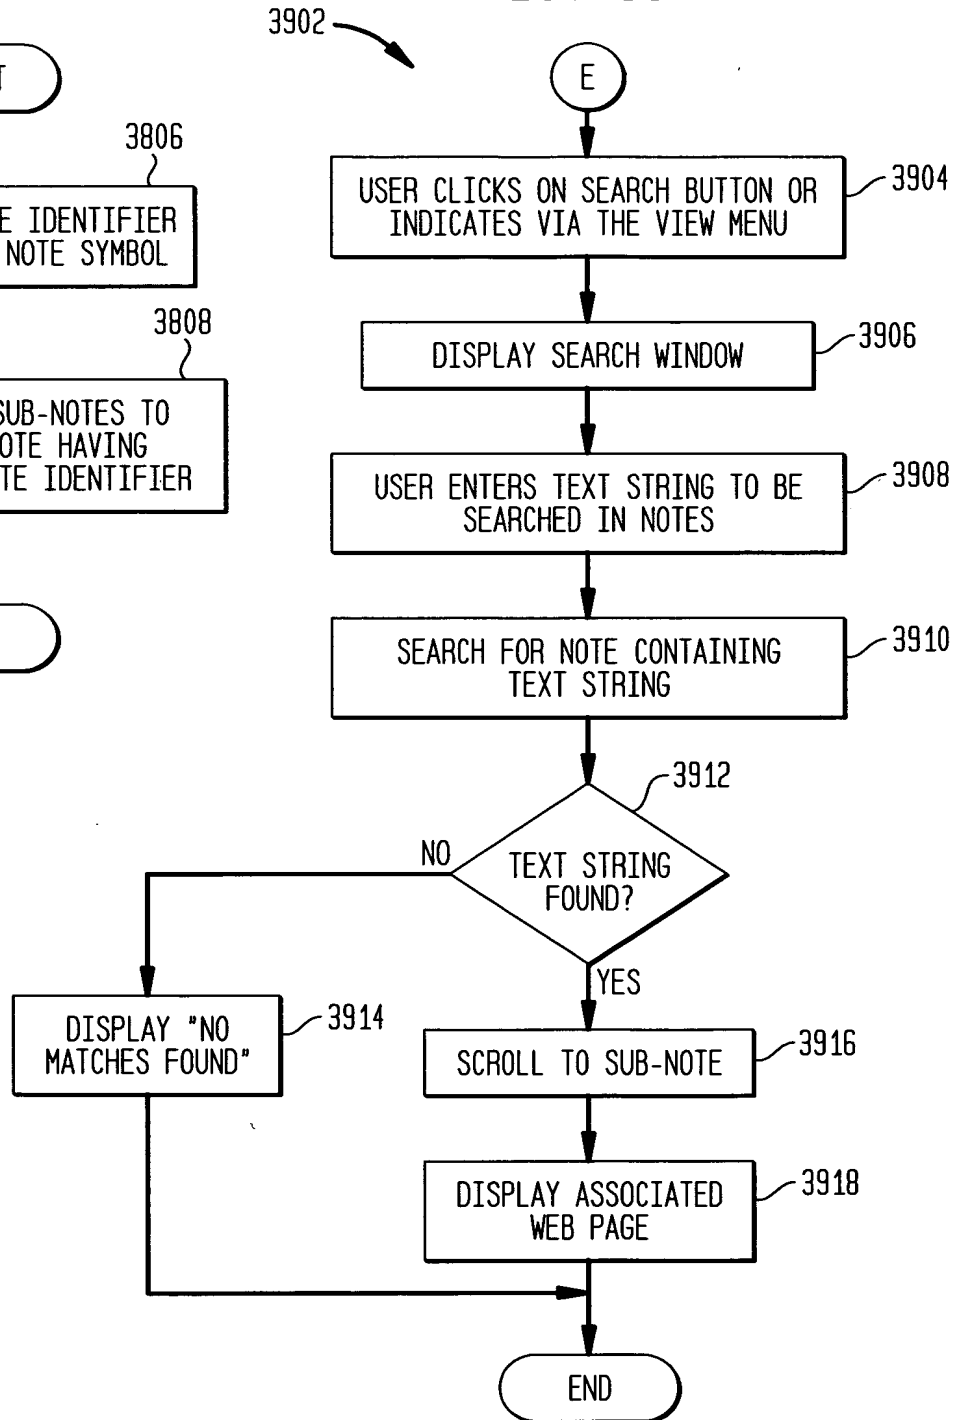 3902
E
3806
E IDENTIFIER
NOTE SYMBOL
3808
SUB-NOTES TO
OTE HAVING
TE IDENTIFIER
USER CLICKS ON SEARCH BUTTON OR
INDICATES VIA THE VIEW MENU
3904
DISPLAY SEARCH WINDOW
3906
USER ENTERS TEXT STRING TO BE
SEARCHED IN NOTES
3908
SEARCH FOR NOTE CONTAINING
TEXT STRING
3910
3912
TEXT STRING
FOUND?
NO
YES
DISPLAY "NO
MATCHES FOUND"
3914
SCROLL TO SUB-NOTE
3916
DISPLAY ASSOCIATED
WEB PAGE
3918
END